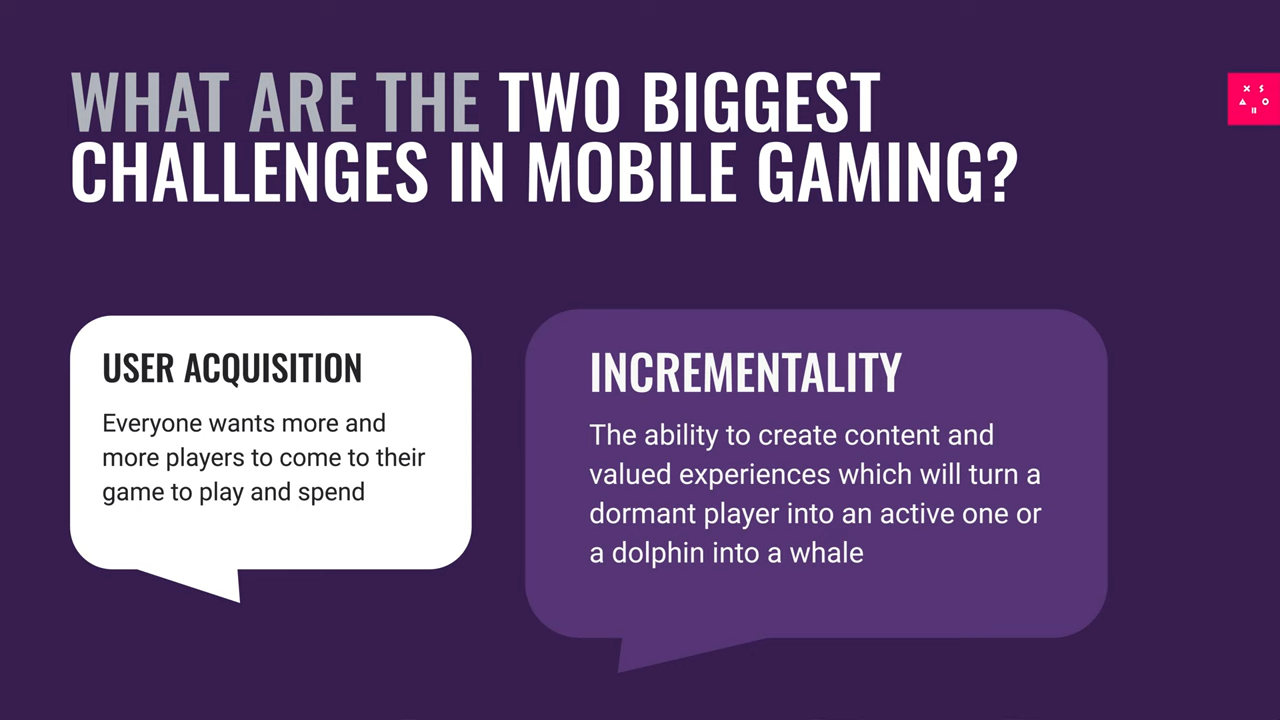 WHAT ARE THE TWO BIGGEST
CHALLENGES IN MOBILE GAMING?
USER ACQUISITION
Everyone wants more and
more players to come to their
game to play and spend
INCREMENTALITY
The ability to create content and
valued experiences which will turn a
dormant player into an active one or
a dolphin into a whale